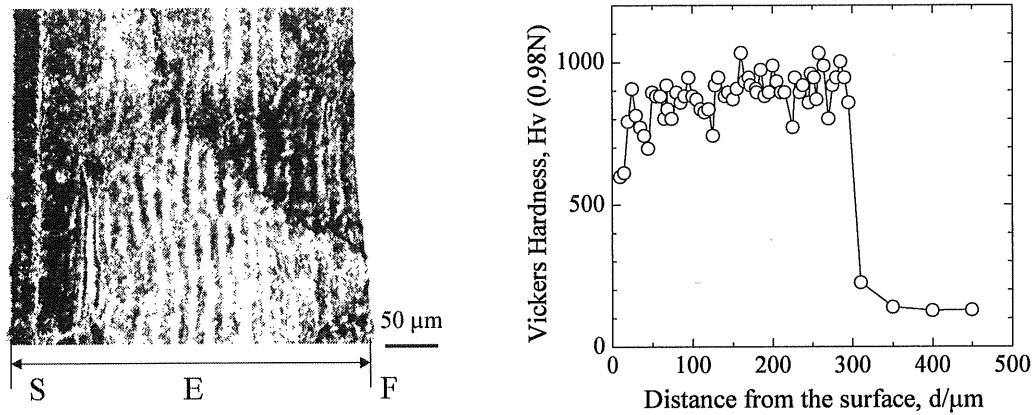 50 μm
S E F
Vickers Hardness, Hv (0.98N)
1000
500
0
0 100 200 300 400 500
Distance from the surface, d/μm